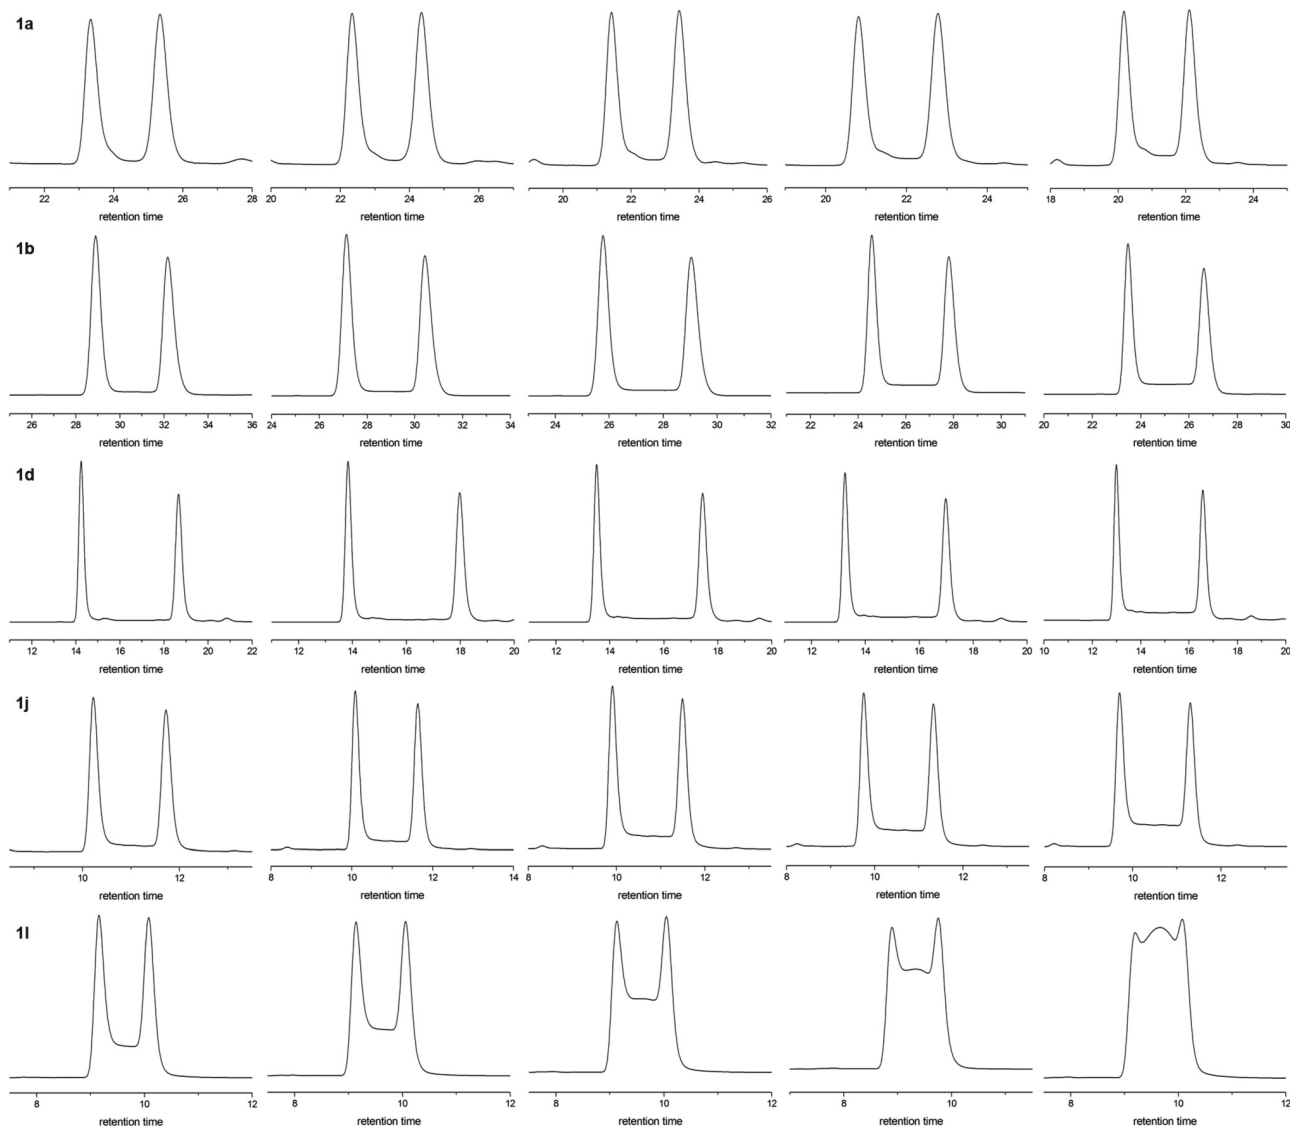 1a
22 24 26 28 20 22 24 26 20 22 24 26 20 22 24 18 20 22 24
retention time retention time retention time retention time retention time
1b
26 28 30 32 34 36 24 26 28 30 32 34 24 26 28 30 32 22 24 26 28 30 20 22 24 26 28 30
retention time retention time retention time retention time retention time
1d
12 14 16 18 20 22 12 14 16 18 20 12 14 16 18 20 12 14 16 18 20 10 12 14 16 18 20
retention time retention time retention time retention time retention time
1j
10 12 8 10 12 14 8 10 12 8 10 12 8 10 12
retention time retention time retention time retention time retention time
1l
8 10 12 8 10 12 8 10 12 8 10 8 10 12
retention time retention time retention time retention time retention time